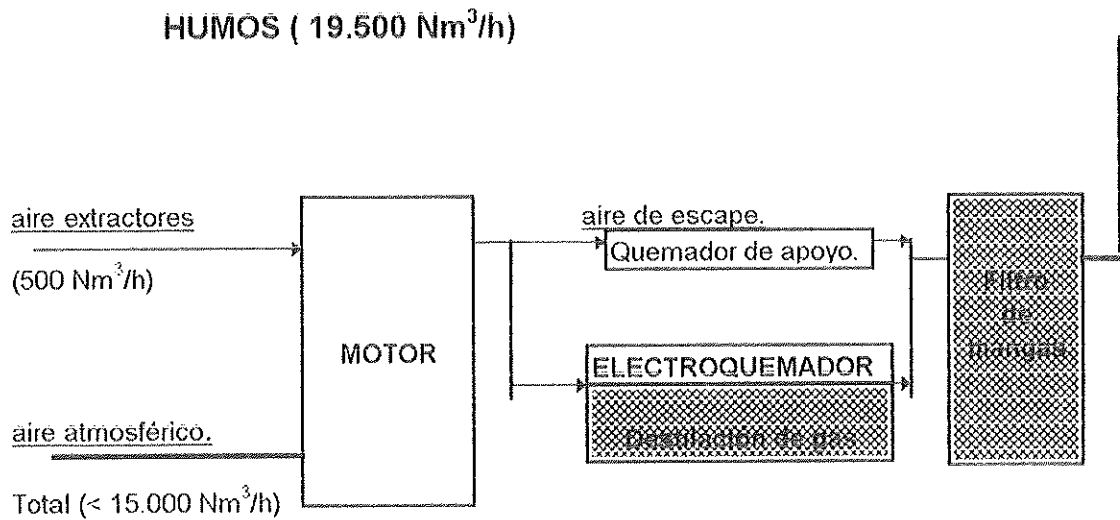 HUMOS ( 19.500 Nm³/h)
aire extractores
(500 Nm³/h)
aire atmosférico.
Total (< 15.000 Nm³/h)
MOTOR
aire de escape.
Quemador de apoyo.
ELECTROQUEMADOR
Destilación de gas
Filtro
de
mangas